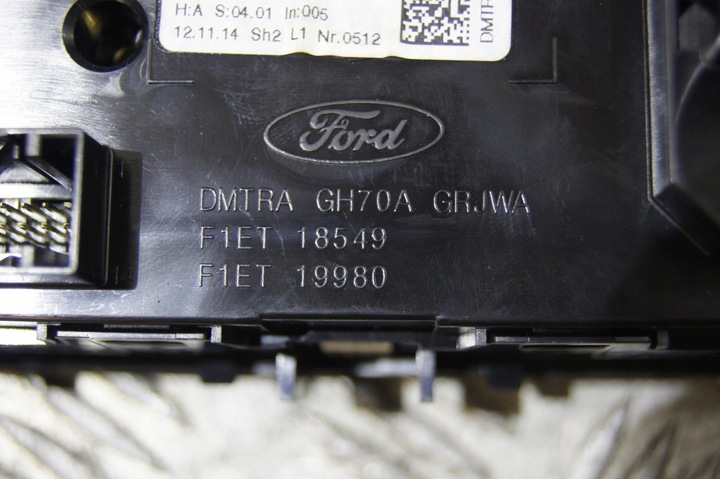 H:A S:04.01 In:005
12.11.14 Sh2 L1 Nr.0512
DMTR
Ford
DMTRA GH70A GRJWA
F1ET 18549
F1ET 19980